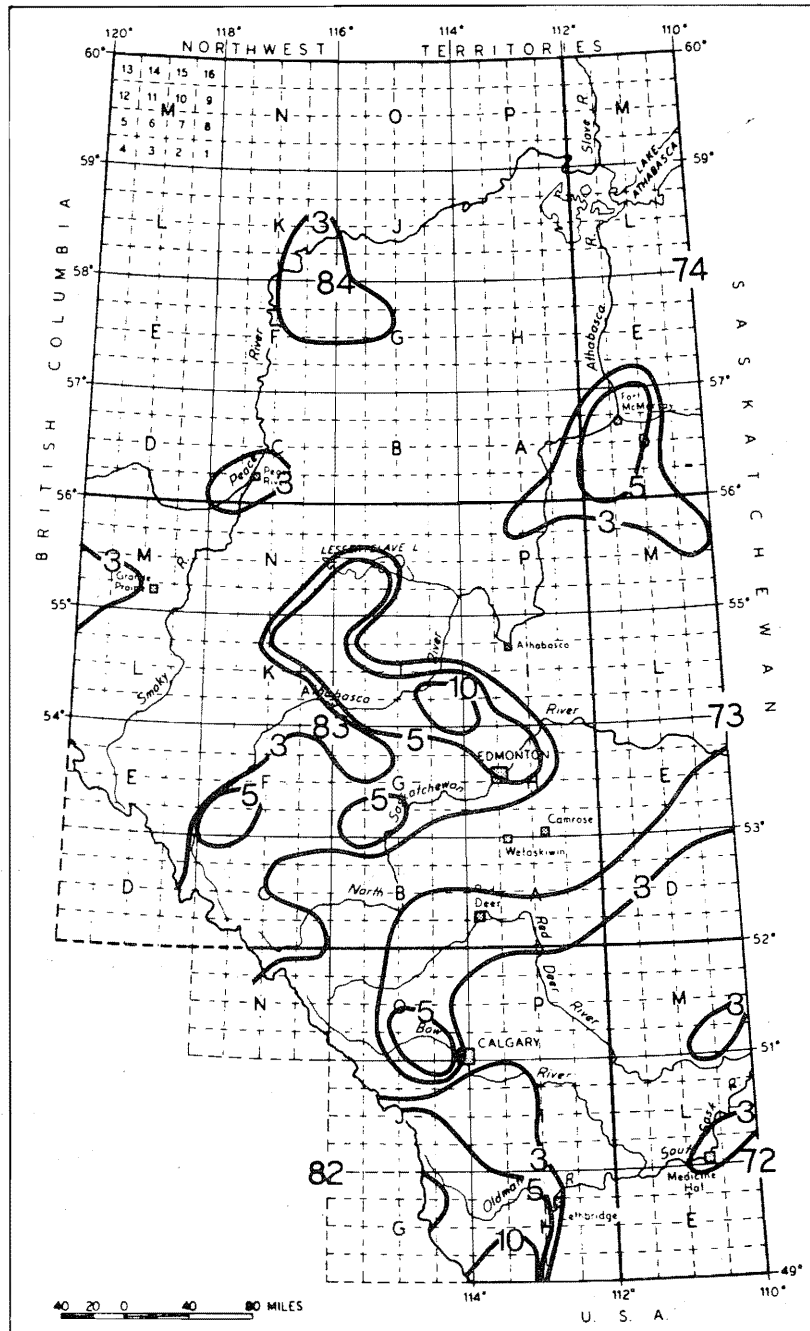 NORTHWEST TERRITORIES
120° 118° 116° 114° 112° 110°
60° 60°
13 14 15 16
12 11 10 9
5 6 7 8
4 3 2 1
M N O P M
Slave R.
59° 59°
LAKE ATHABASCA
BRITISH COLUMBIA
L K 3 J R. L
58° 84 74
SASKATCHEWAN
E F G H E
River
Athabasca
57° 57°
Fort McMurray
D C B A
Peace
Peace River
3 5
56° 56°
3
3 M N LESSER SLAVE L P M
Grande Prairie
R.
55° 55°
River
Athabasca
L K L
Smoky
Athabasca 10
54° 83 River 73
3 5 54°
EDMONTON
E F G E
5 5 Saskatchewan
Camrose
53° Wetaskiwin 53°
D C North B A 3 D
Deer
Red Deer River
52° 52°
N O 5 P M 3
Bow CALGARY
51° River 51°
L 3
South Sask R
82 3 72
Oldman 5 R. Medicine Hat
G H Lethbridge E
10
49° 49°
40 20 0 40 80 MILES
114° 112° 110°
U. S. A.